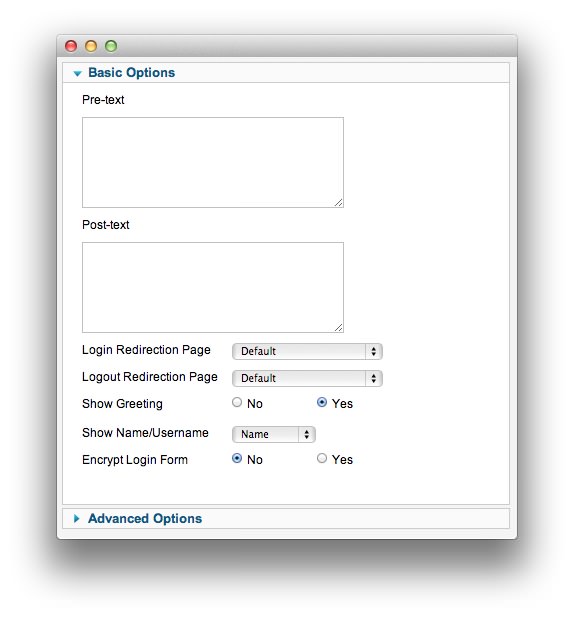 Basic Options
Pre-text
Post-text
Login Redirection Page Default
Logout Redirection Page Default
Show Greeting No Yes
Show Name/Username Name
Encrypt Login Form No Yes
Advanced Options